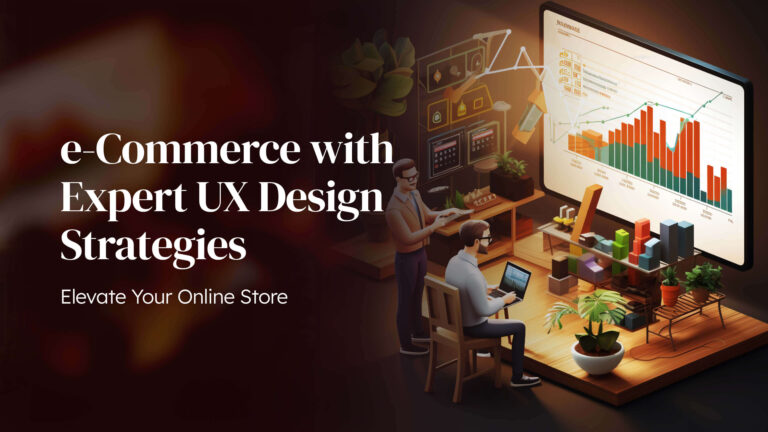 e-Commerce with
Expert UX Design
Strategies
Elevate Your Online Store